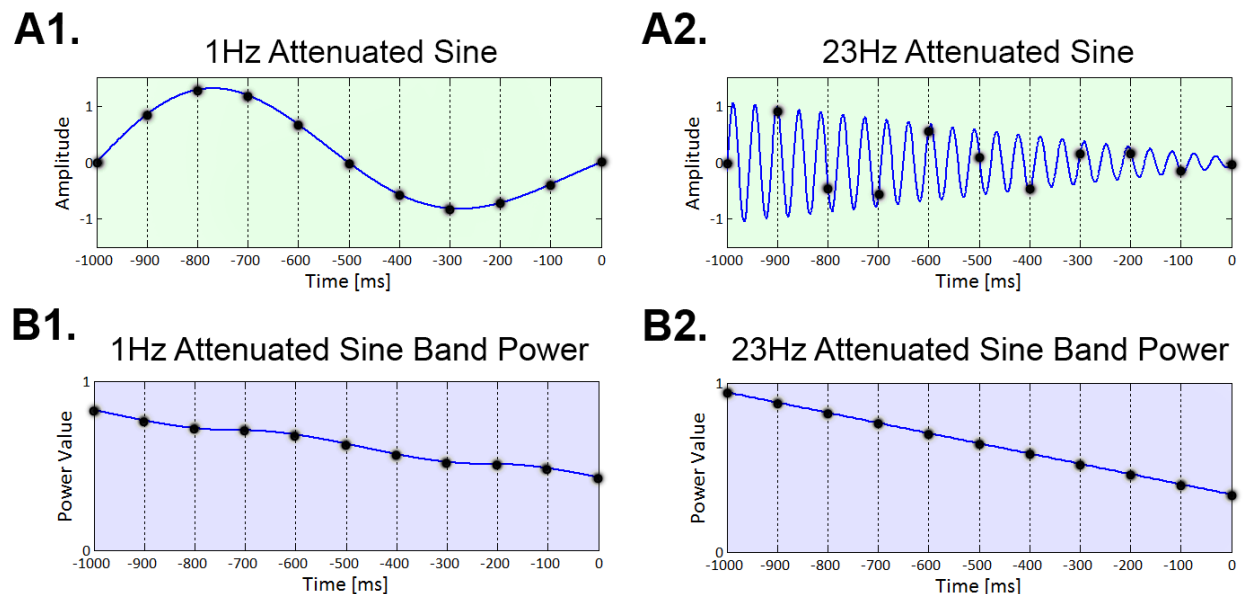 A1.
1Hz Attenuated Sine
1
0
-1
Amplitude
-1000 -900 -800 -700 -600 -500 -400 -300 -200 -100 0
Time [ms]
A2.
23Hz Attenuated Sine
1
0
-1
Amplitude
-1000 -900 -800 -700 -600 -500 -400 -300 -200 -100 0
Time [ms]
B1.
1Hz Attenuated Sine Band Power
1
0
Power Value
-1000 -900 -800 -700 -600 -500 -400 -300 -200 -100 0
Time [ms]
B2.
23Hz Attenuated Sine Band Power
1
0
Power Value
-1000 -900 -800 -700 -600 -500 -400 -300 -200 -100 0
Time [ms]